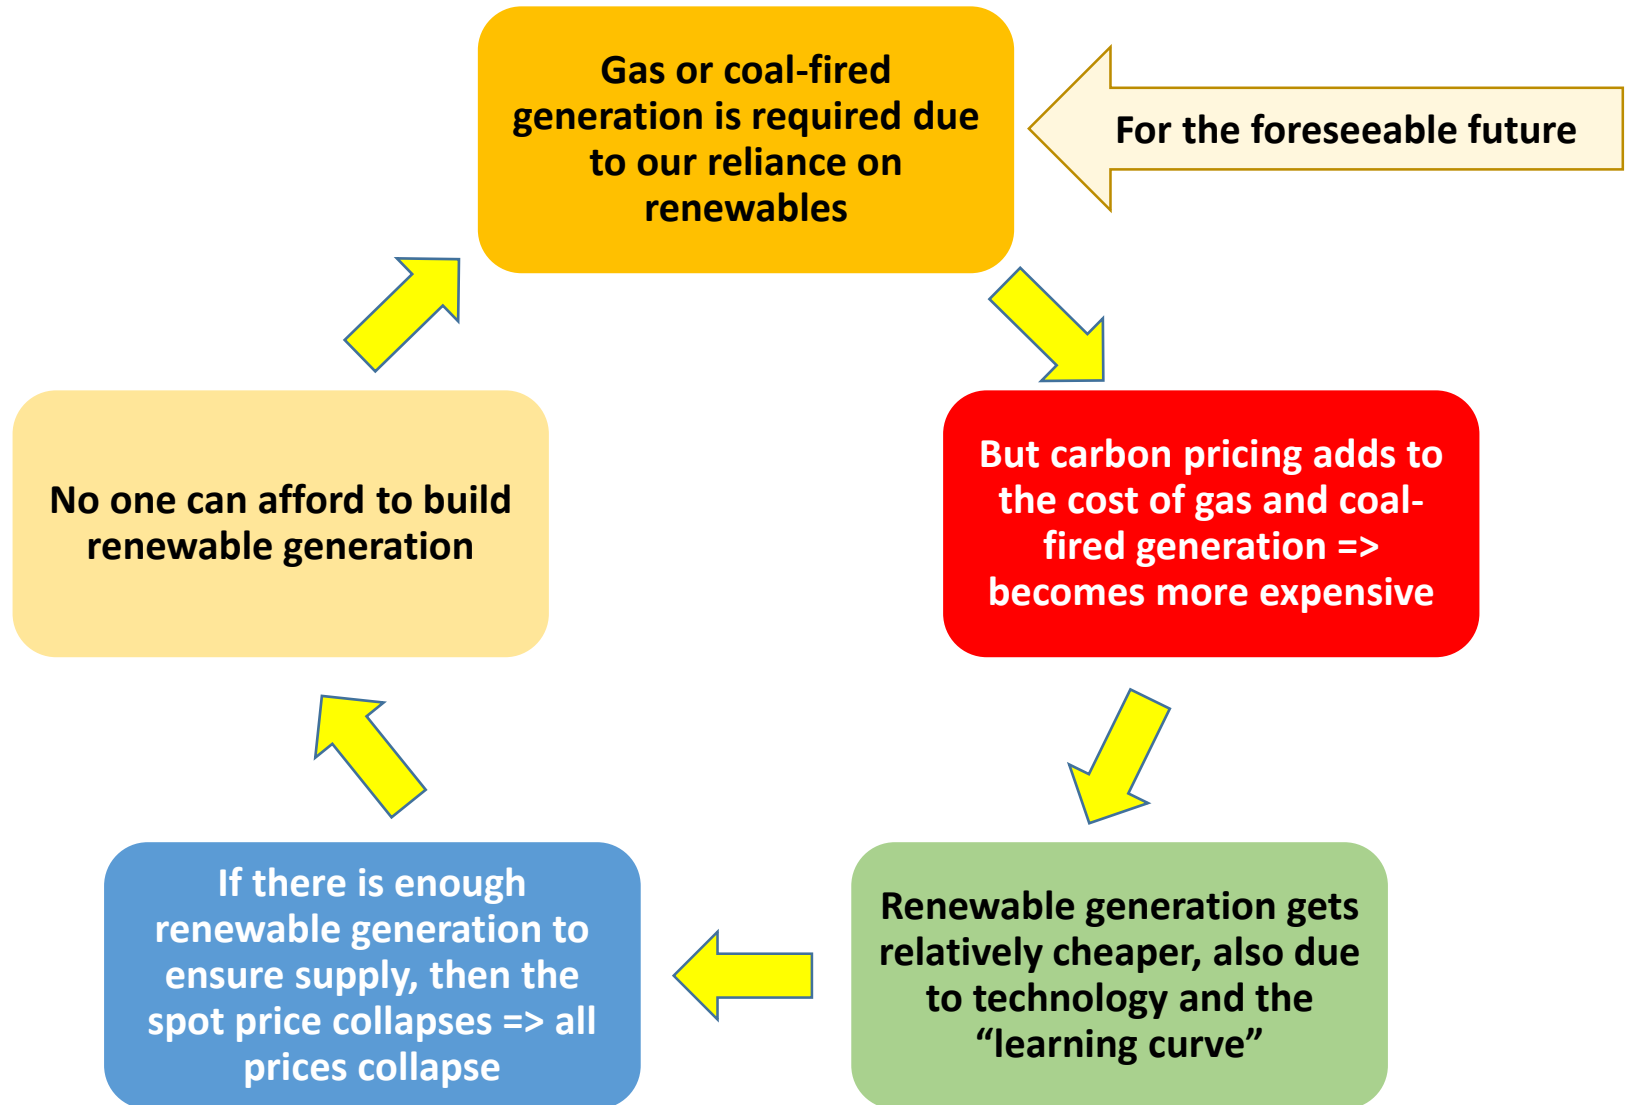 Gas or coal-fired
generation is required due
to our reliance on
renewables
For the foreseeable future
But carbon pricing adds to
the cost of gas and coal-
fired generation =>
becomes more expensive
Renewable generation gets
relatively cheaper, also due
to technology and the
“learning curve”
If there is enough
renewable generation to
ensure supply, then the
spot price collapses => all
prices collapse
No one can afford to build
renewable generation